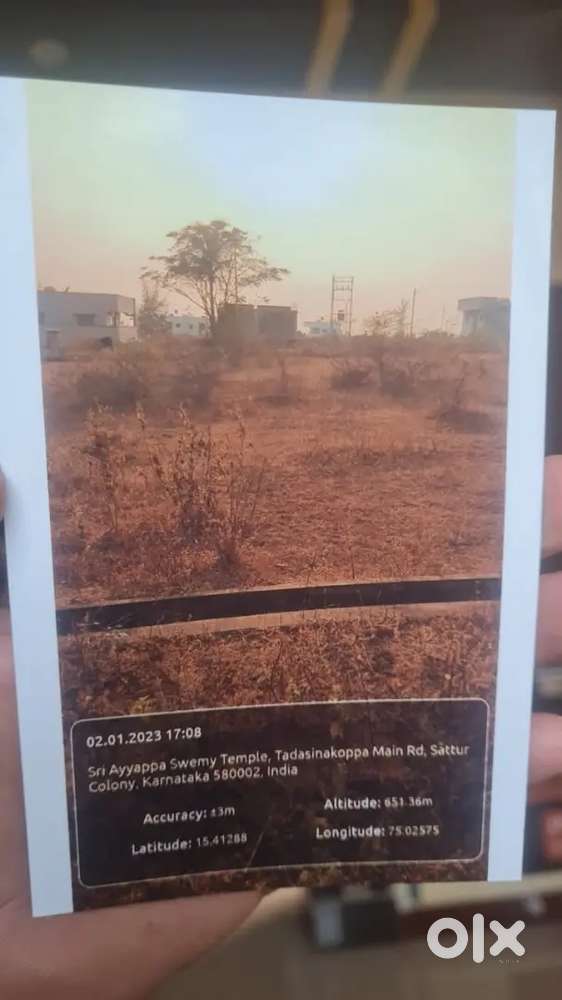 02.01.2023 17:08
Sri Ayyappa Swemy Temple, Tadasinakoppa Main Rd, Sattur
Colony, Karnataka 580002, India
Accuracy: ±3m
Altitude: 651.36m
Latitude: 15.41288
Longitude: 75.02575
olx
INDIA